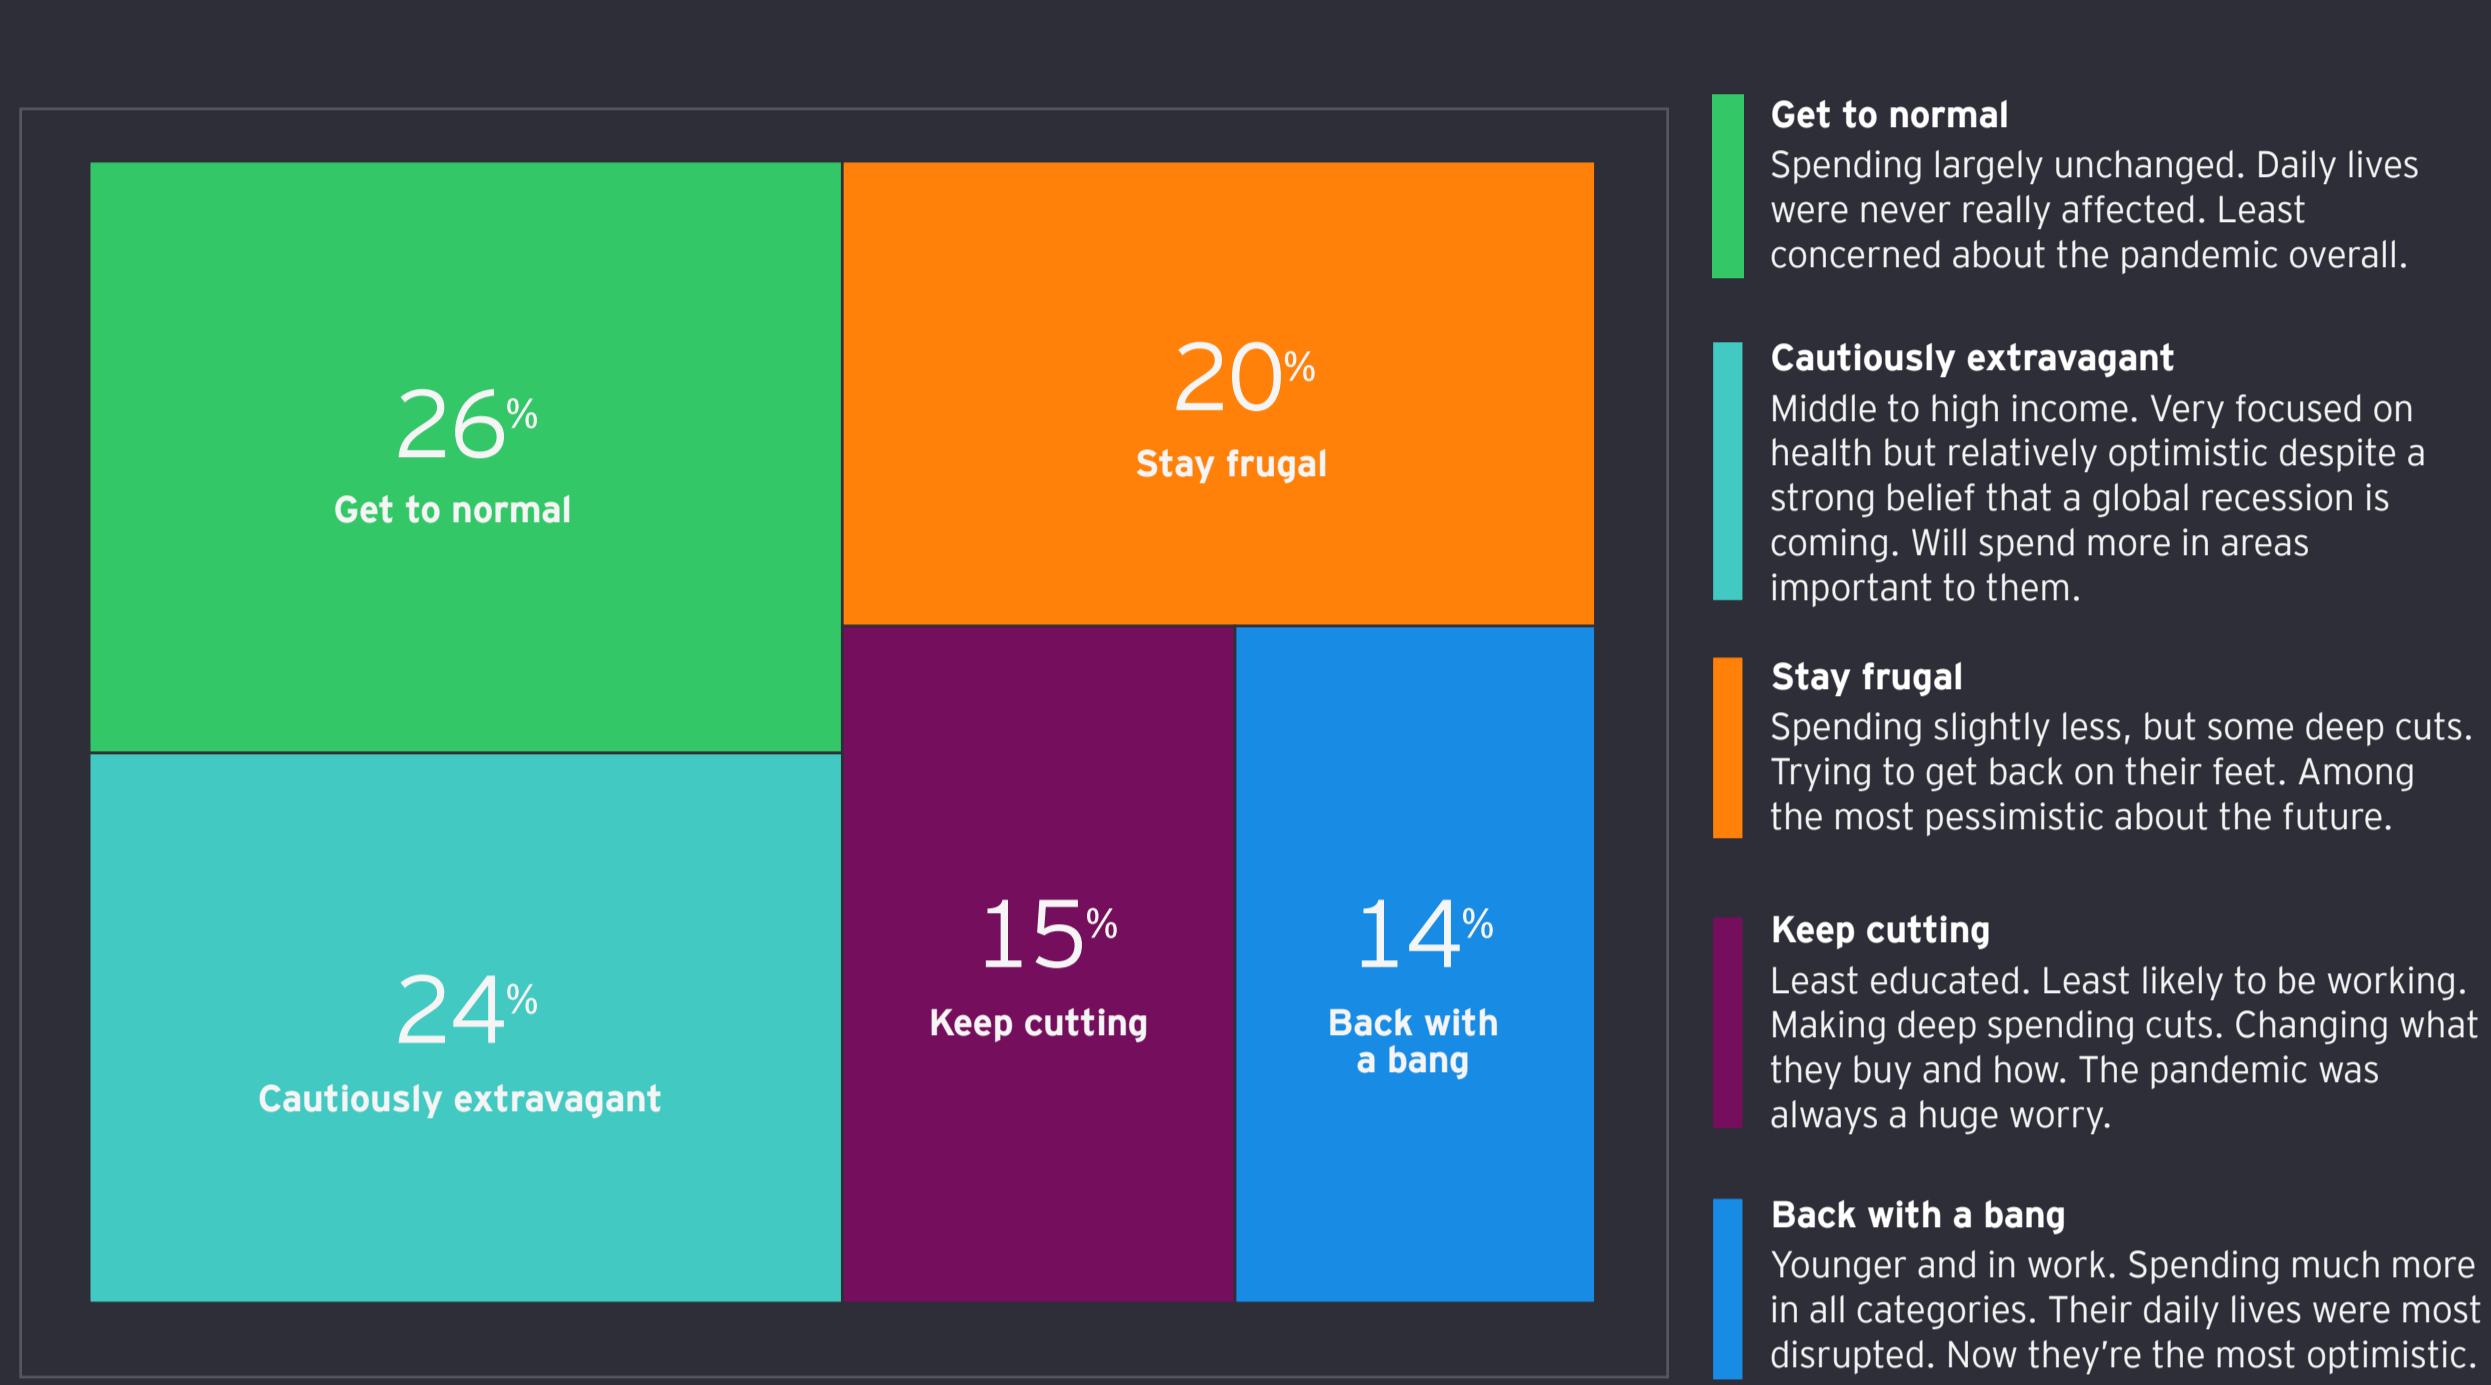 26%
Get to normal
20%
Stay frugal
24%
Cautiously extravagant
15%
Keep cutting
14%
Back with
a bang
Get to normal
Spending largely unchanged. Daily lives
were never really affected. Least
concerned about the pandemic overall.
Cautiously extravagant
Middle to high income. Very focused on
health but relatively optimistic despite a
strong belief that a global recession is
coming. Will spend more in areas
important to them.
Stay frugal
Spending slightly less, but some deep cuts.
Trying to get back on their feet. Among
the most pessimistic about the future.
Keep cutting
Least educated. Least likely to be working.
Making deep spending cuts. Changing what
they buy and how. The pandemic was
always a huge worry.
Back with a bang
Younger and in work. Spending much more
in all categories. Their daily lives were most
disrupted. Now they’re the most optimistic.